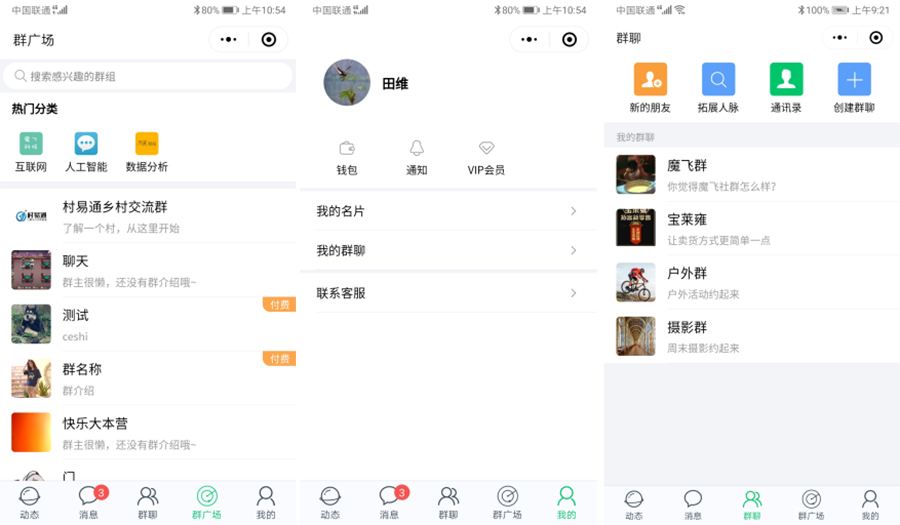 中国联通
80%
上午10:54
群广场
搜索感兴趣的群组
热门分类
互联网
人工智能
数据分析
村易通
村易通乡村交流群
了解一个村，从这里开始
聊天
群主很懒，还没有群介绍哦~
付费
测试
ceshi
付费
群名称
群介绍
快乐大本营
群主很懒，还没有群介绍哦~
门
动态
3
消息
群聊
群广场
我的
中国联通
80%
上午10:54
田维
钱包
通知
VIP会员
我的名片
我的群聊
联系客服
动态
3
消息
群聊
群广场
我的
中国联通
100%
上午9:21
群聊
新的朋友
拓展人脉
通讯录
创建群聊
我的群聊
魔飞群
你觉得魔飞社群怎么样?
宝莱雍
让卖货方式更简单一点
户外群
户外活动约起来
摄影群
周末摄影约起来
动态
消息
群聊
群广场
我的